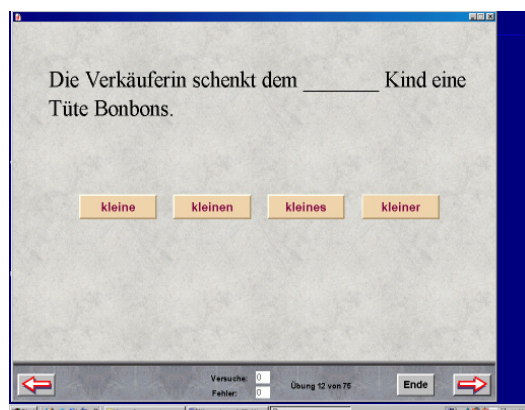 Die Verkäuferin schenkt dem _______ Kind eine
Tüte Bonbons.
kleine kleinen kleines kleiner
Versuche: 0
Fehler: 0
Übung 12 von 75
Ende